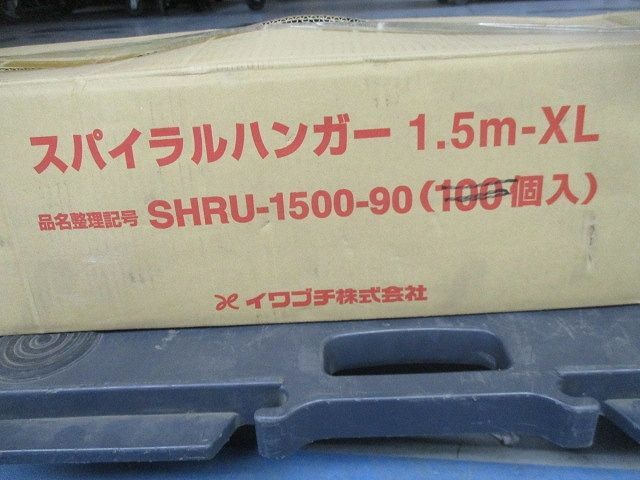 スパイラルハンガー 1.5m-XL
品名整理記号 SHRU-1500-90(100個入)
イワブチ株式会社